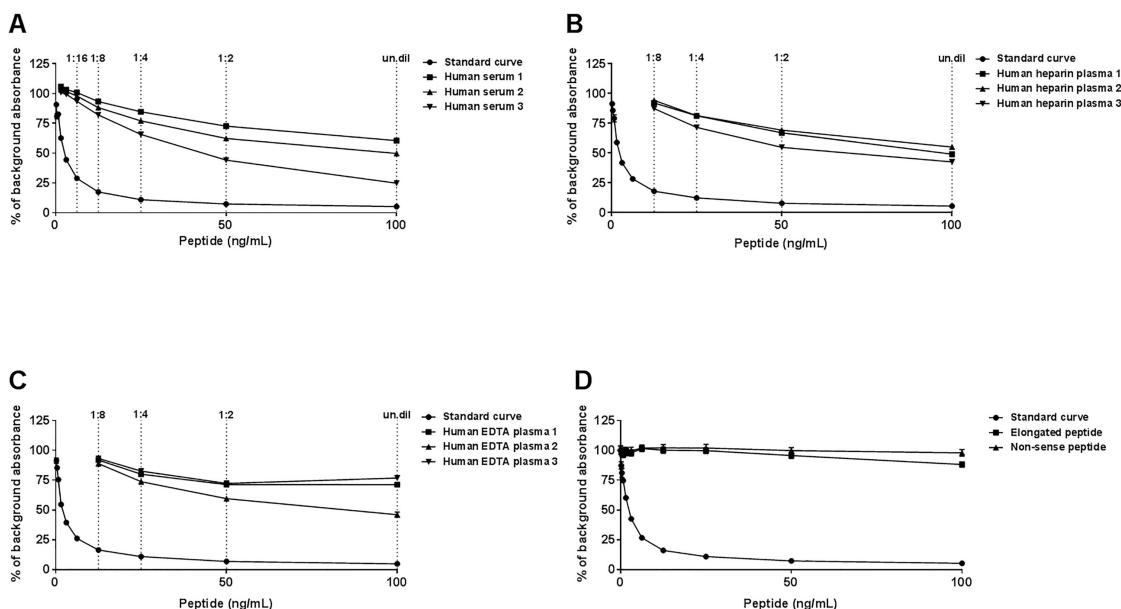 A
1:16 1:8 1:4 1:2 un.dil
% of background absorbance
125
100
75
50
25
0
0 50 100
Peptide (ng/mL)
Standard curve
Human serum 1
Human serum 2
Human serum 3
B
1:8 1:4 1:2 un.dil
% of background absorbance
125
100
75
50
25
0
0 50 100
Peptide (ng/mL)
Standard curve
Human heparin plasma 1
Human heparin plasma 2
Human heparin plasma 3
C
1:8 1:4 1:2 un.dil
% of background absorbance
125
100
75
50
25
0
0 50 100
Peptide (ng/mL)
Standard curve
Human EDTA plasma 1
Human EDTA plasma 2
Human EDTA plasma 3
D
% of background absorbance
125
100
75
50
25
0
0 50 100
Peptide (ng/mL)
Standard curve
Elongated peptide
Non-sense peptide